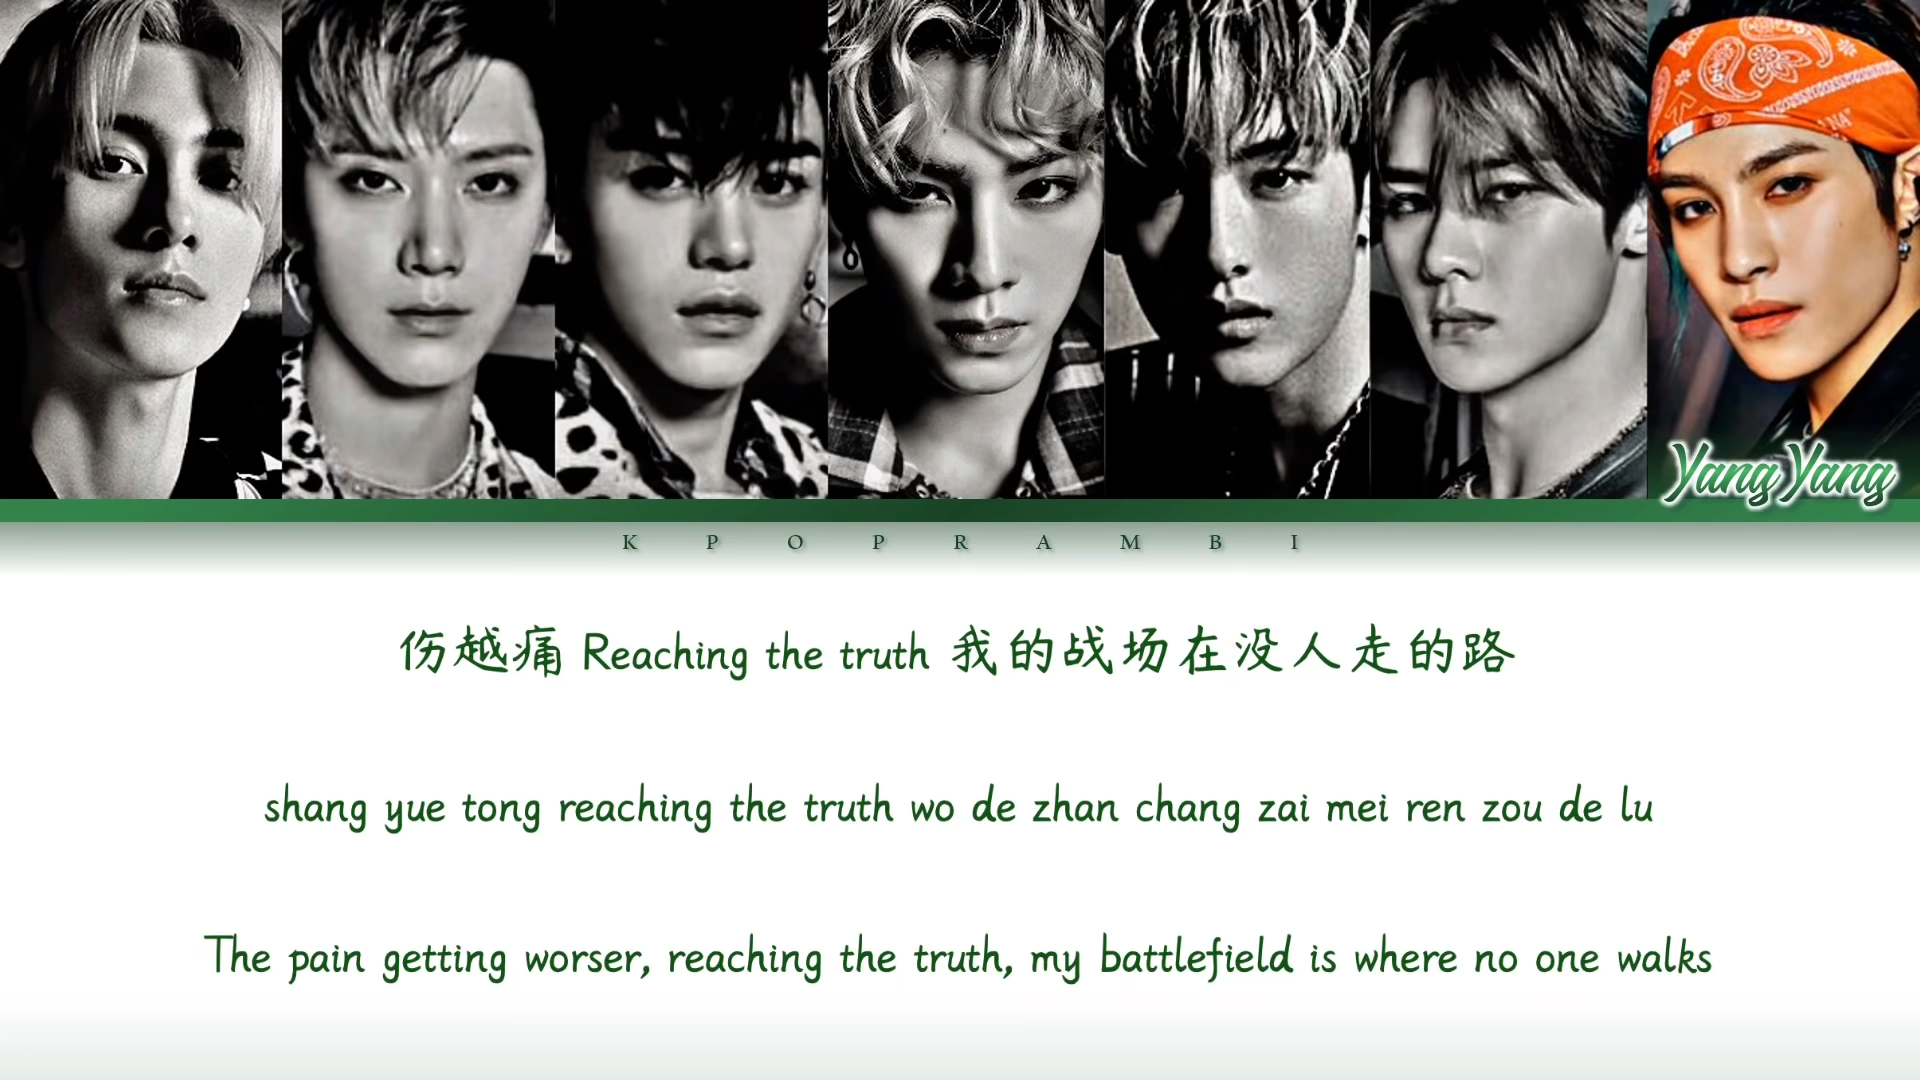 YangYang
K P O P R A M B I
伤越痛 Reaching the truth 我的战场在没人走的路
shang yue tong reaching the truth wo de zhan chang zai mei ren zou de lu
The pain getting worser, reaching the truth, my battlefield is where no one walks